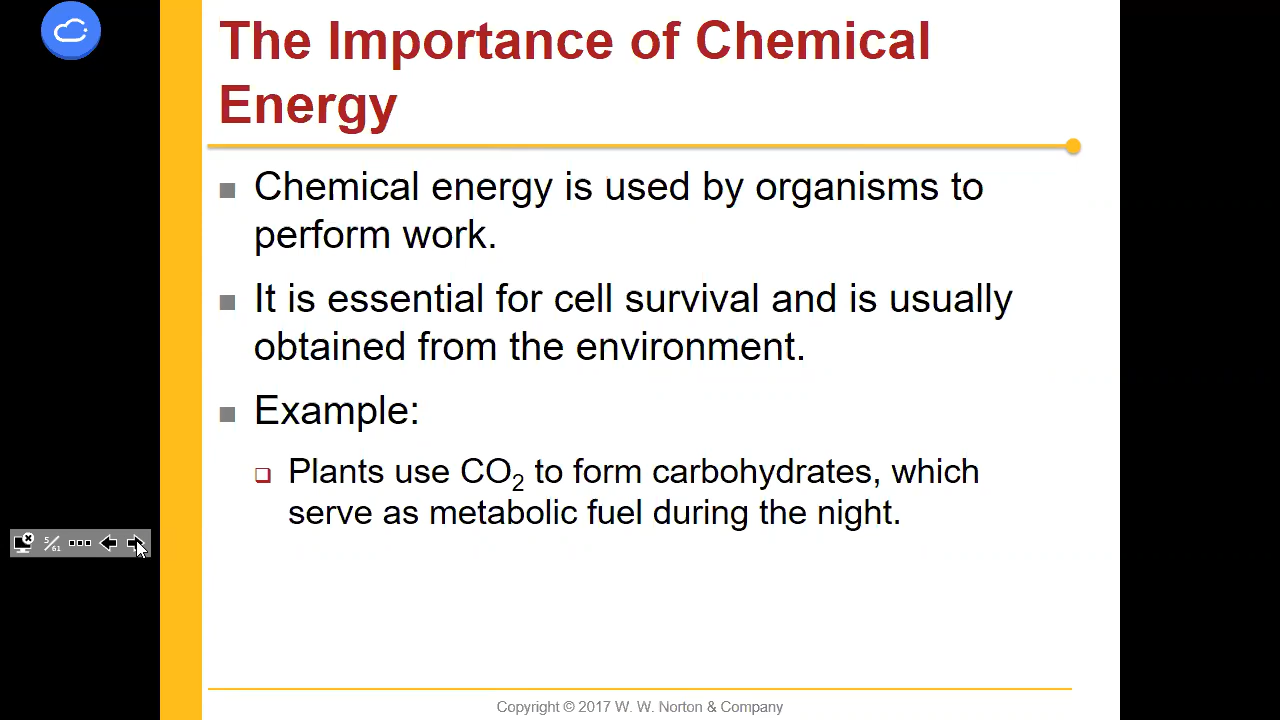 The Importance of Chemical
Energy
Chemical energy is used by organisms to
perform work.
It is essential for cell survival and is usually
obtained from the environment.
Example:
Plants use CO₂ to form carbohydrates, which
serve as metabolic fuel during the night.
5/61
Copyright © 2017 W. W. Norton & Company